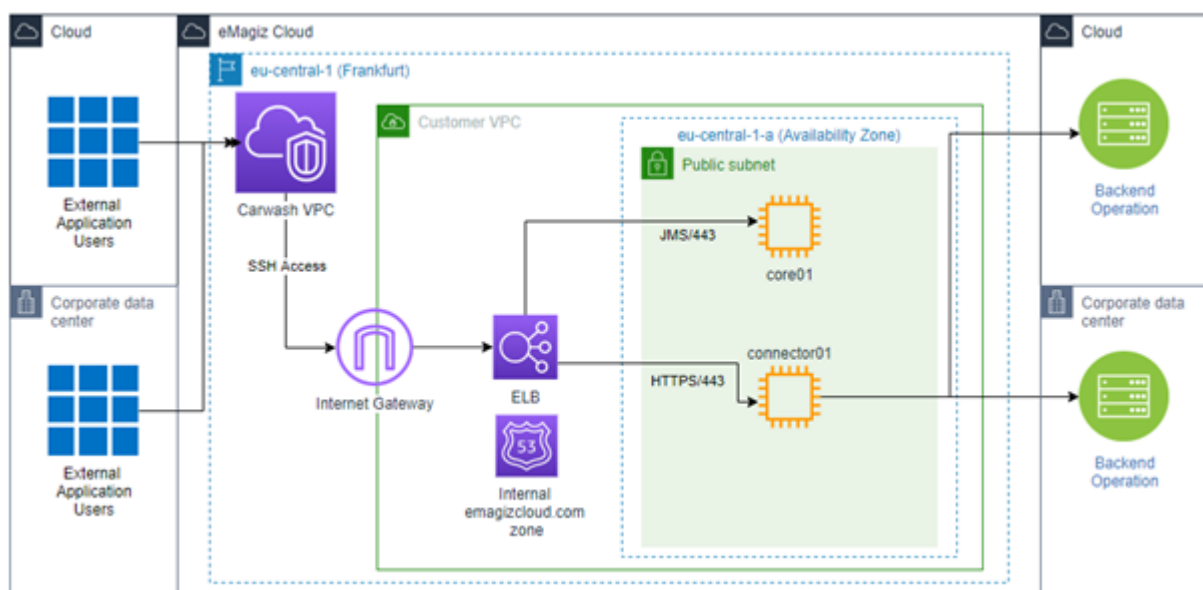 Cloud
eMagiz Cloud
Cloud
eu-central-1 (Frankfurt)
Customer VPC
eu-central-1-a (Availability Zone)
Public subnet
External
Application
Users
Carwash VPC
SSH Access
JMS/443
core01
Backend
Operation
Corporate data
center
Corporate data
center
connector01
HTTPS/443
Internet Gateway
ELB
53
Internal
emagizcloud.com
zone
External
Application
Users
Backend
Operation